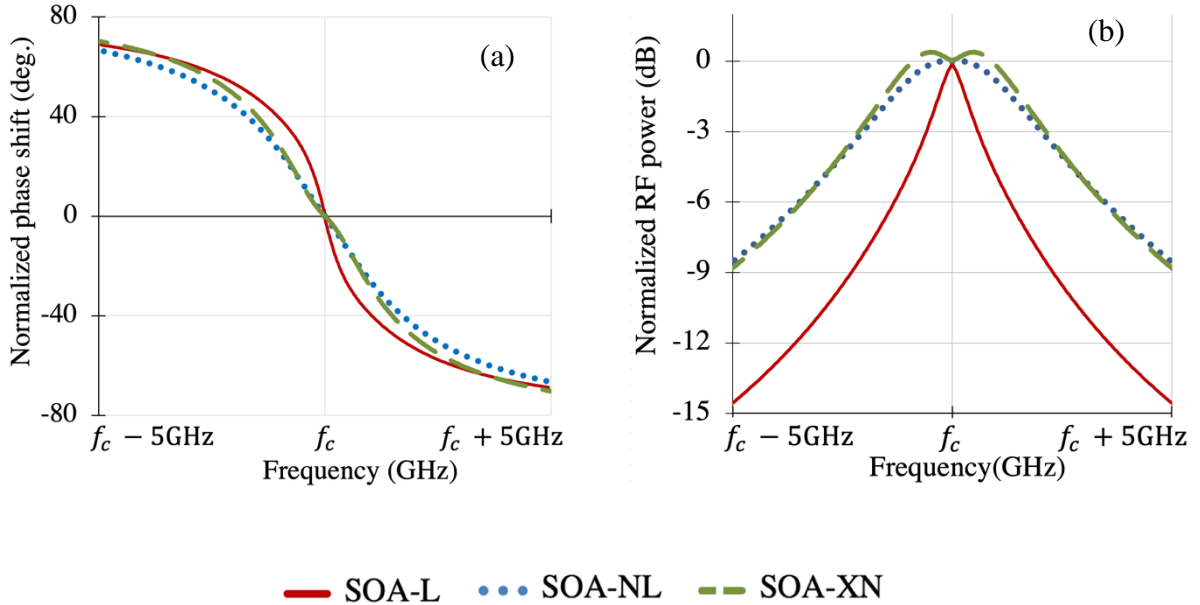 (a)
Normalized phase shift (deg.)
80
40
0
-40
-80
f_c − 5GHz
f_c
f_c + 5GHz
Frequency (GHz)
(b)
Normalized RF power (dB)
0
-3
-6
-9
-12
-15
f_c − 5GHz
f_c
f_c + 5GHz
Frequency(GHz)
SOA-L
SOA-NL
SOA-XN